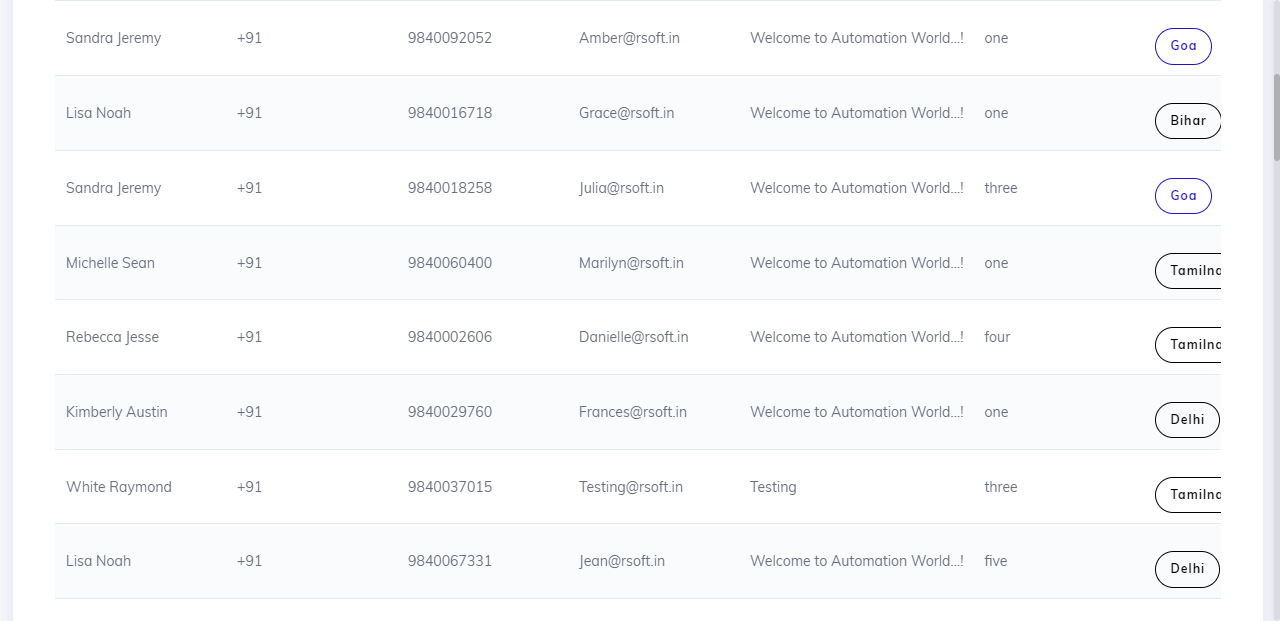 Sandra Jeremy +91 9840092052 Amber@rsoft.in Welcome to Automation World...! one Goa
Lisa Noah +91 9840016718 Grace@rsoft.in Welcome to Automation World...! one Bihar
Sandra Jeremy +91 9840018258 Julia@rsoft.in Welcome to Automation World...! three Goa
Michelle Sean +91 9840060400 Marilyn@rsoft.in Welcome to Automation World...! one
Rebecca Jesse +91 9840002606 Danielle@rsoft.in Welcome to Automation World...! four
Kimberly Austin +91 9840029760 Frances@rsoft.in Welcome to Automation World...! one Delhi
White Raymond +91 9840037015 Testing@rsoft.in Testing three
Lisa Noah +91 9840067331 Jean@rsoft.in Welcome to Automation World...! five Delhi